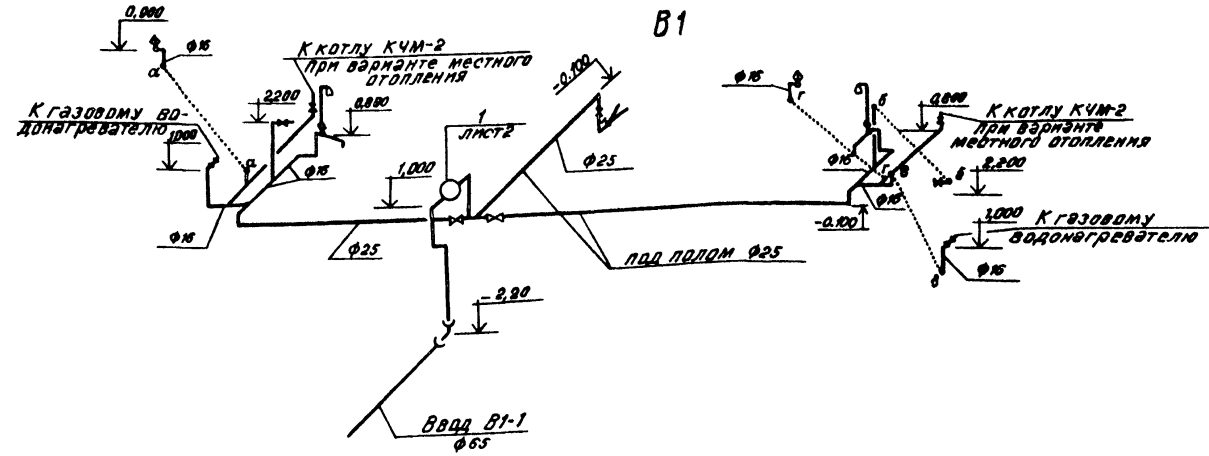 В1
0,900
ф16
а
К котлу КЧМ-2
при варианте местного
отопления
2,200
0,800
К газовому во-
донагревателю
1,000
а
ф16
ф16
ф25
1
лист2
1,000
-0.100
ф25
под полом ф25
-2,20
Ввод В1-1
ф65
ф16
г
б
0,800
К котлу КЧМ-2
при варианте
местного отопления
ф16
г
в
ф16
б
2,200
-0.100
1,000
К газовому
водонагревателю
ф16
в